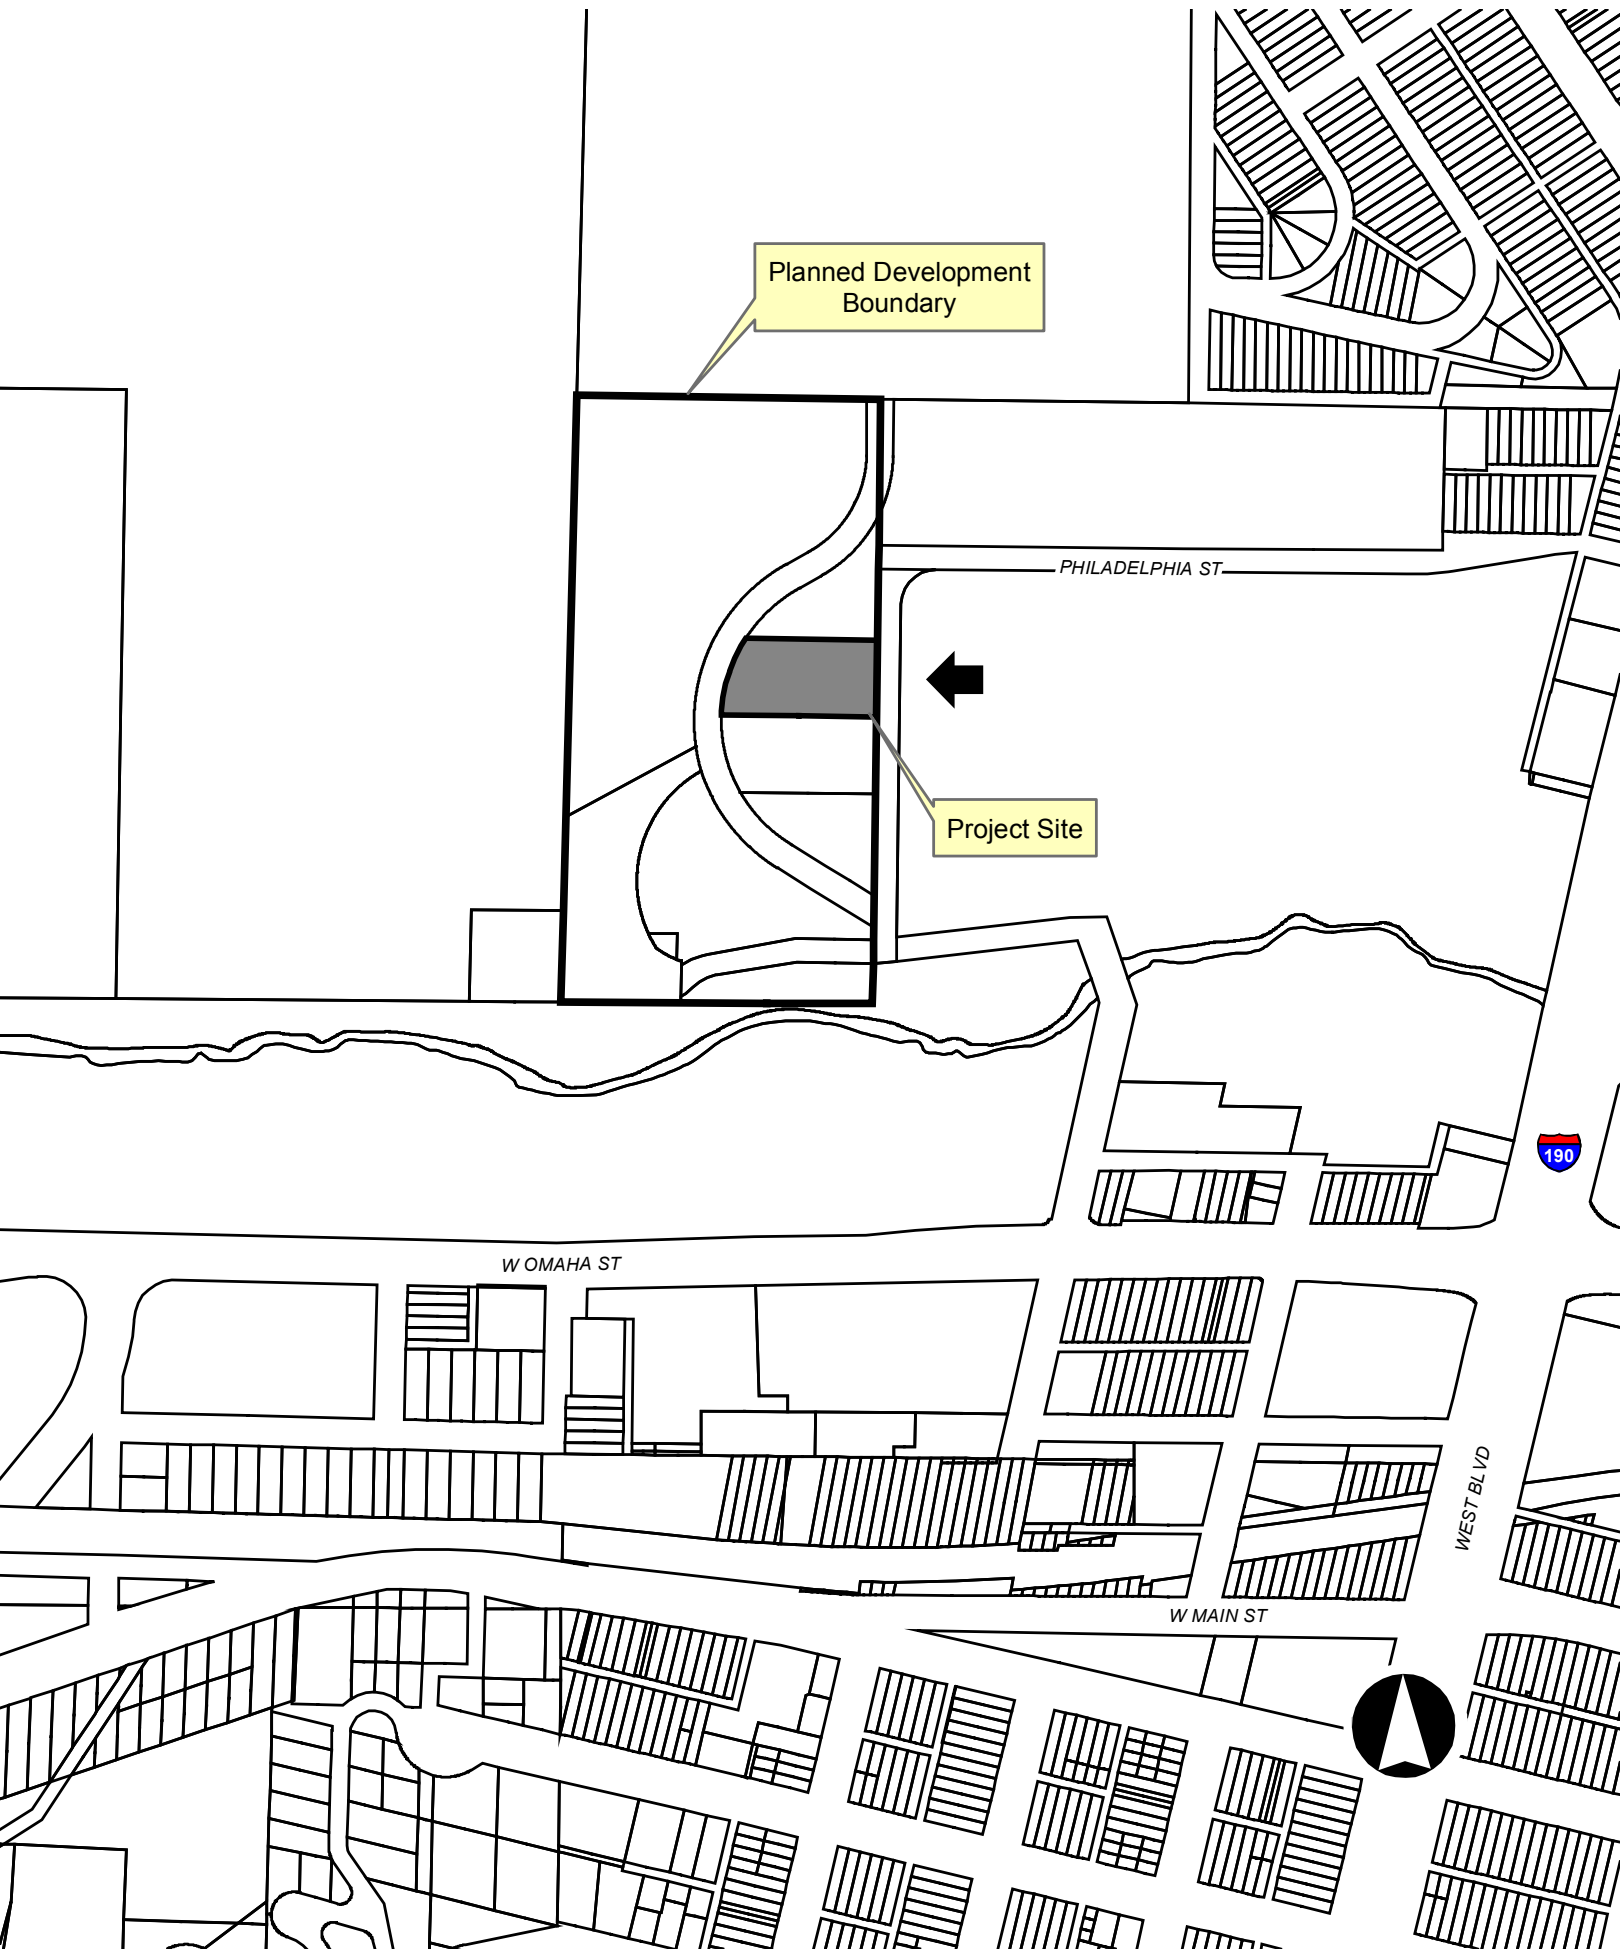 Planned Development
Boundary
PHILADELPHIA ST
Project Site
190
W OMAHA ST
WEST BLVD
W MAIN ST